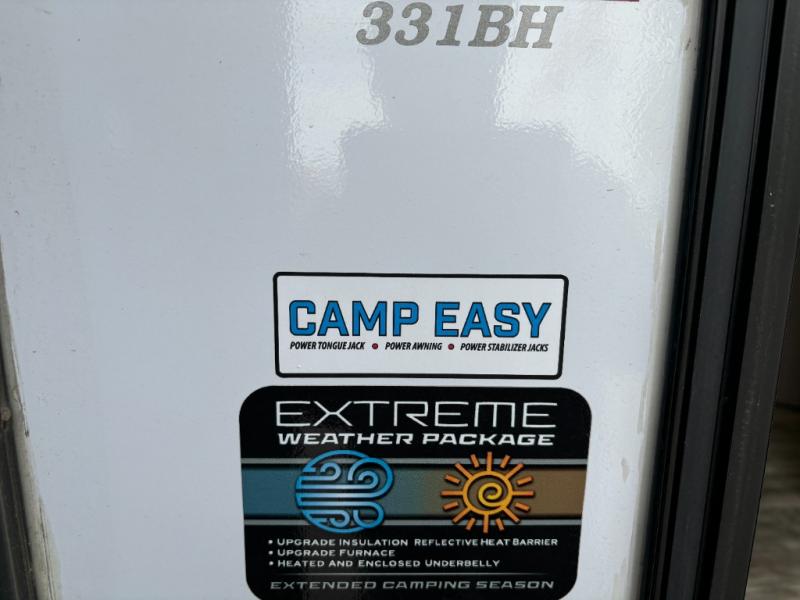 331BH
CAMP EASY
POWER TONGUE JACK • POWER AWNING • POWER STABILIZER JACKS
EXTREME
WEATHER PACKAGE
• UPGRADE INSULATION REFLECTIVE HEAT BARRIER
• UPGRADE FURNACE
• HEATED AND ENCLOSED UNDERBELLY
EXTENDED CAMPING SEASON